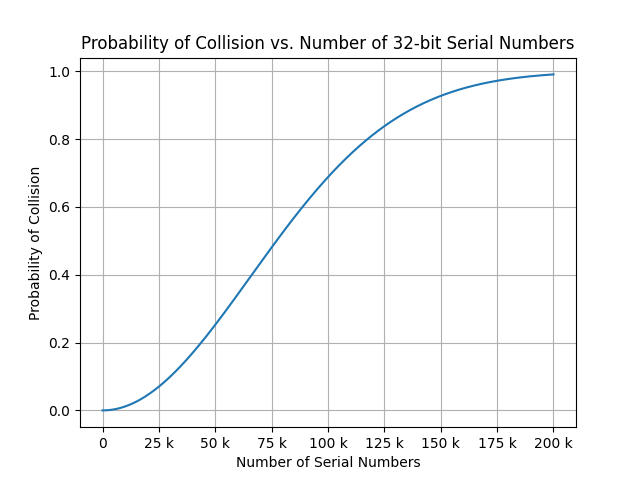 Probability of Collision vs. Number of 32-bit Serial Numbers
1.0
0.8
0.6
0.4
0.2
0.0
Probability of Collision
0 25 k 50 k 75 k 100 k 125 k 150 k 175 k 200 k
Number of Serial Numbers